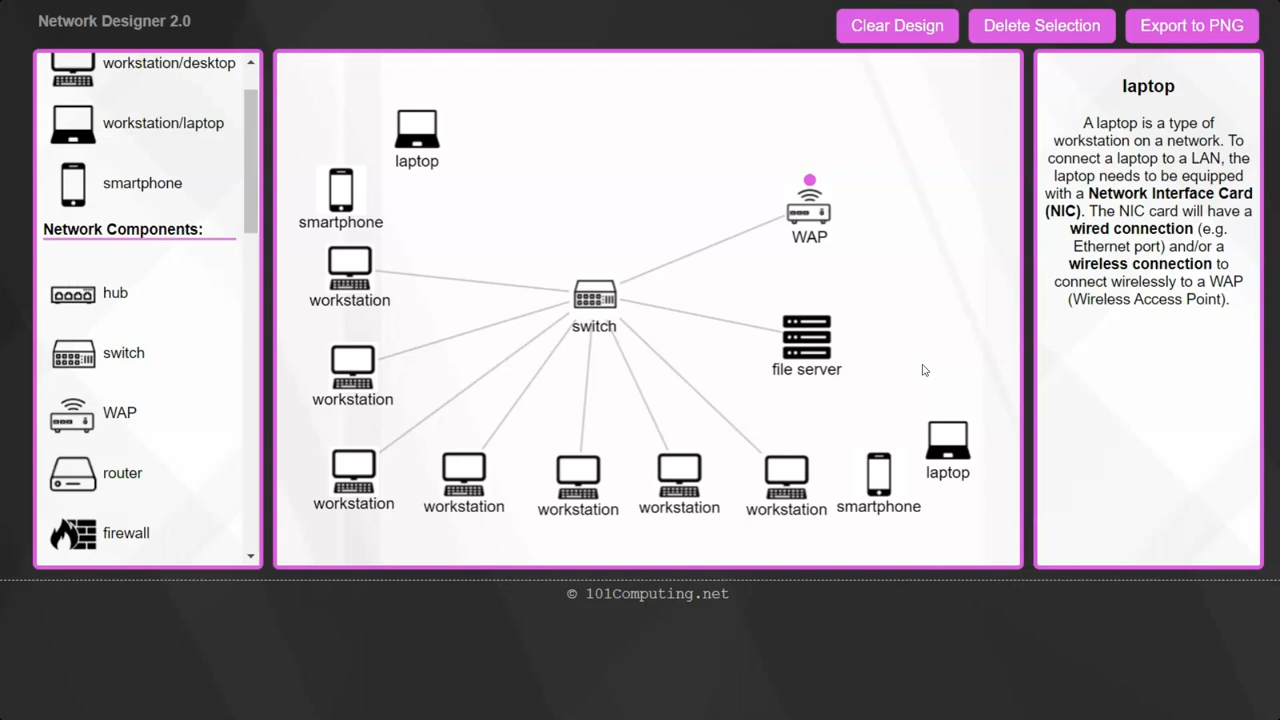 Network Designer 2.0
Clear Design
Delete Selection
Export to PNG
workstation/desktop
workstation/laptop
smartphone
Network Components:
hub
switch
WAP
router
firewall
laptop
smartphone
WAP
workstation
switch
file server
workstation
laptop
workstation
workstation
workstation
workstation
workstation
smartphone
laptop
A laptop is a type of
workstation on a network. To
connect a laptop to a LAN, the
laptop needs to be equipped
with a Network Interface Card
(NIC). The NIC card will have a
wired connection (e.g.
Ethernet port) and/or a
wireless connection to
connect wirelessly to a WAP
(Wireless Access Point).
© 101Computing.net